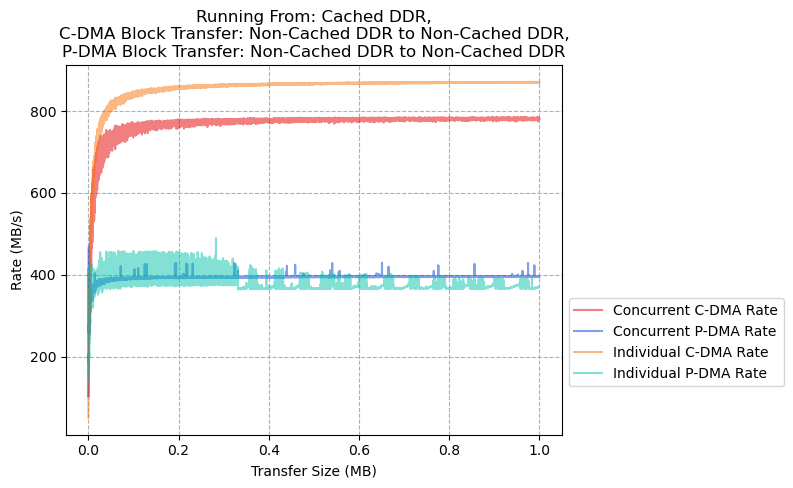 Running From: Cached DDR,
C-DMA Block Transfer: Non-Cached DDR to Non-Cached DDR,
P-DMA Block Transfer: Non-Cached DDR to Non-Cached DDR
Rate (MB/s)
800
600
400
200
0.0 0.2 0.4 0.6 0.8 1.0
Transfer Size (MB)
Concurrent C-DMA Rate
Concurrent P-DMA Rate
Individual C-DMA Rate
Individual P-DMA Rate